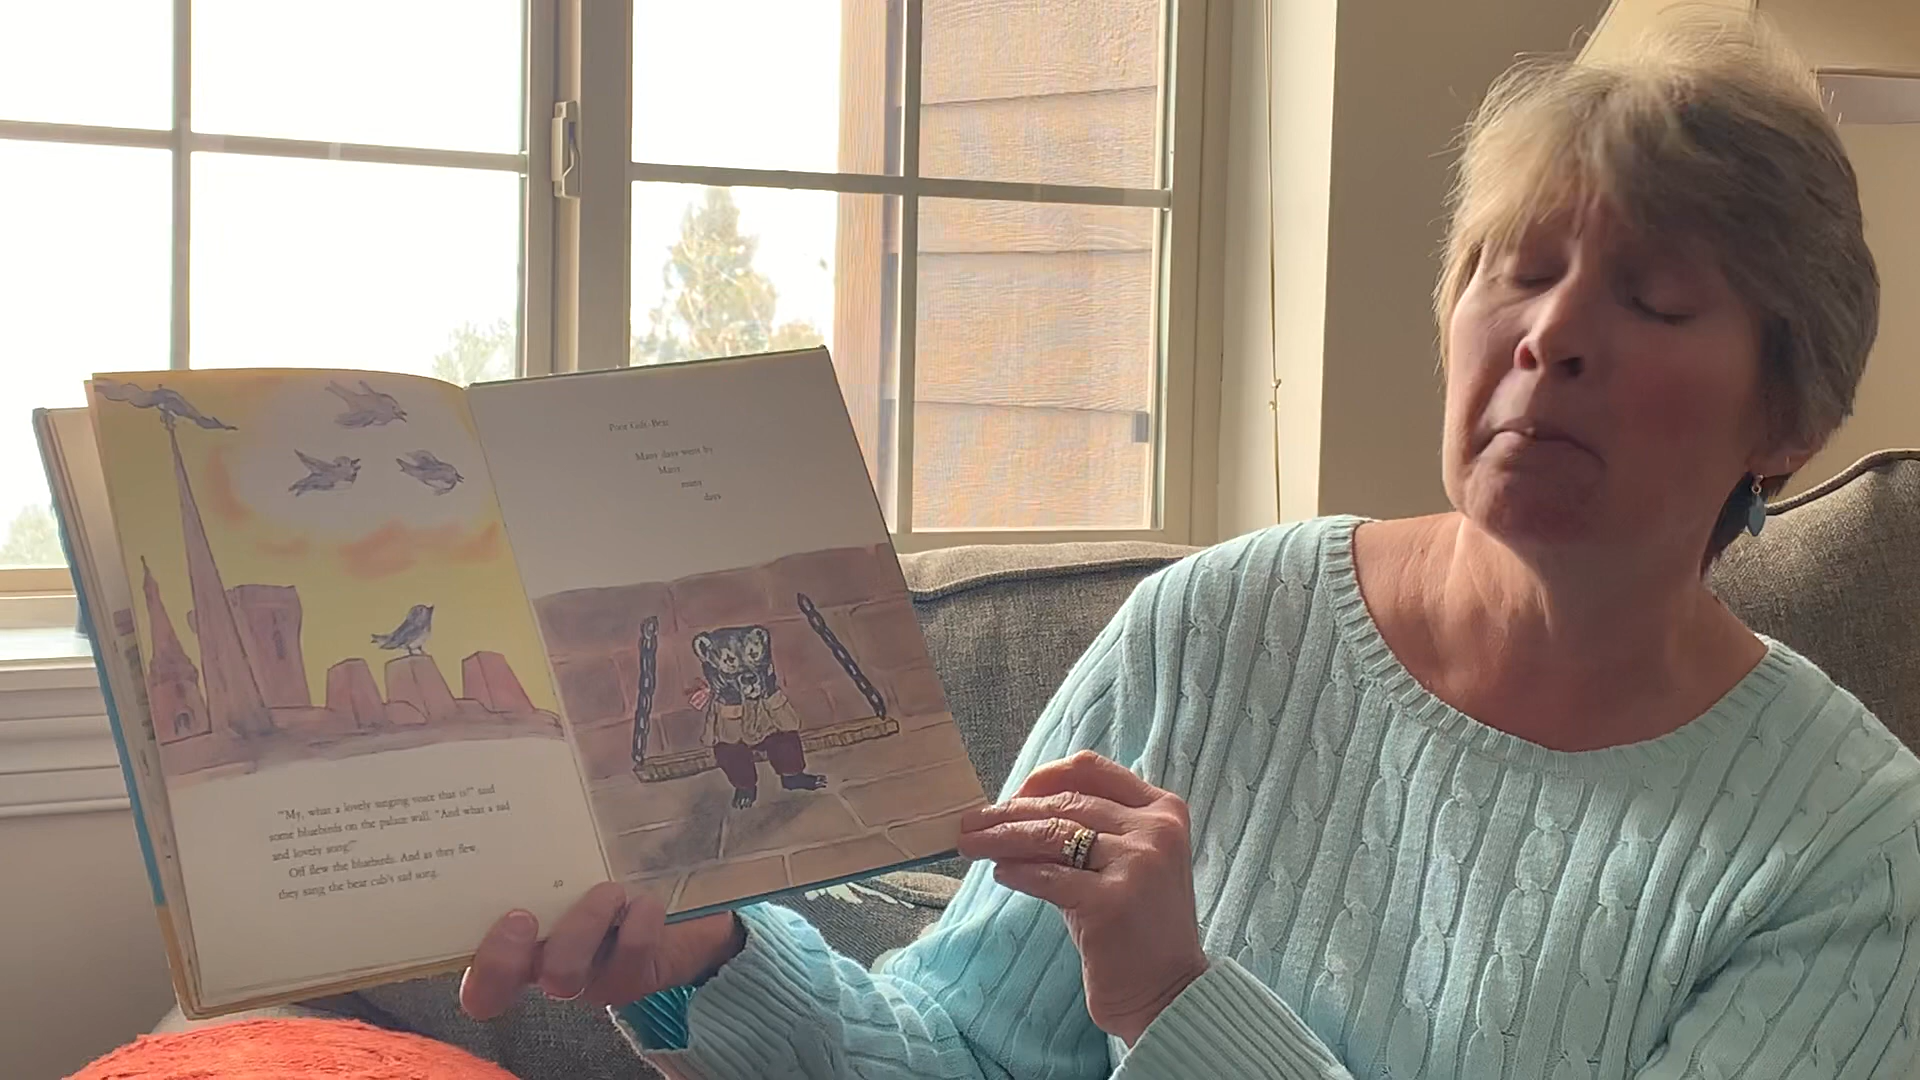 "My, what a lovely singing voice that is!" said
some bluebirds on the palace wall. "And what a sad
and lovely song!"
Off flew the bluebirds. And as they flew
they sang the bear cub's sad song.
Poor Bear
Many days went by
Many
many
days